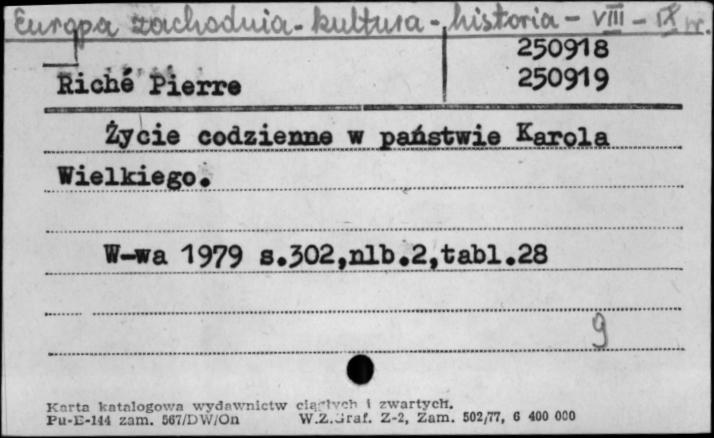 Europa zachodnia - kultura - historia - VIII - IX w.
250918
Riché Pierre 250919
Życie codzienne w państwie Karola
Wielkiego.
W-wa 1979 s.302,nlb.2,tabl.28
9
Karta katalogowa wydawnictw ciągłych i zwartych.
Pu-E-144 zam. 567/DW/On W.Z.Graf. Z-2, Zam. 502/77, 6 400 000